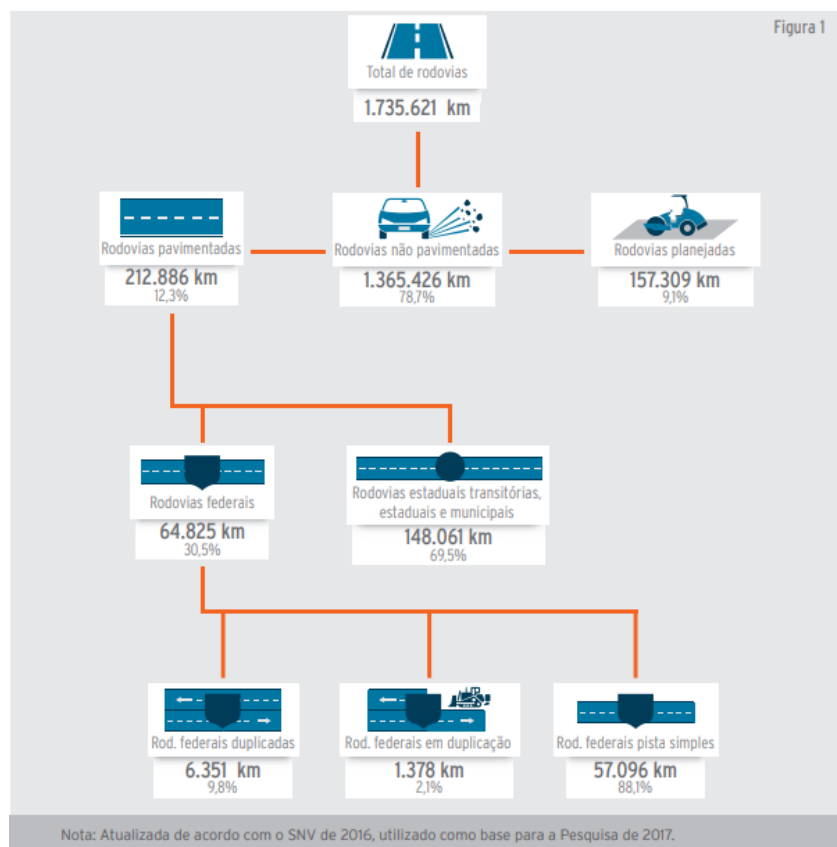 Figura 1
Total de rodovias
1.735.621 km
Rodovias pavimentadas
212.886 km
12,3%
Rodovias não pavimentadas
1.365.426 km
78,7%
Rodovias planejadas
157.309 km
9,1%
Rodovias federais
64.825 km
30,5%
Rodovias estaduais transitórias,
estaduais e municipais
148.061 km
69,5%
Rod. federais duplicadas
6.351 km
9,8%
Rod. federais em duplicação
1.378 km
2,1%
Rod. federais pista simples
57.096 km
88,1%
Nota: Atualizada de acordo com o SNV de 2016, utilizado como base para a Pesquisa de 2017.